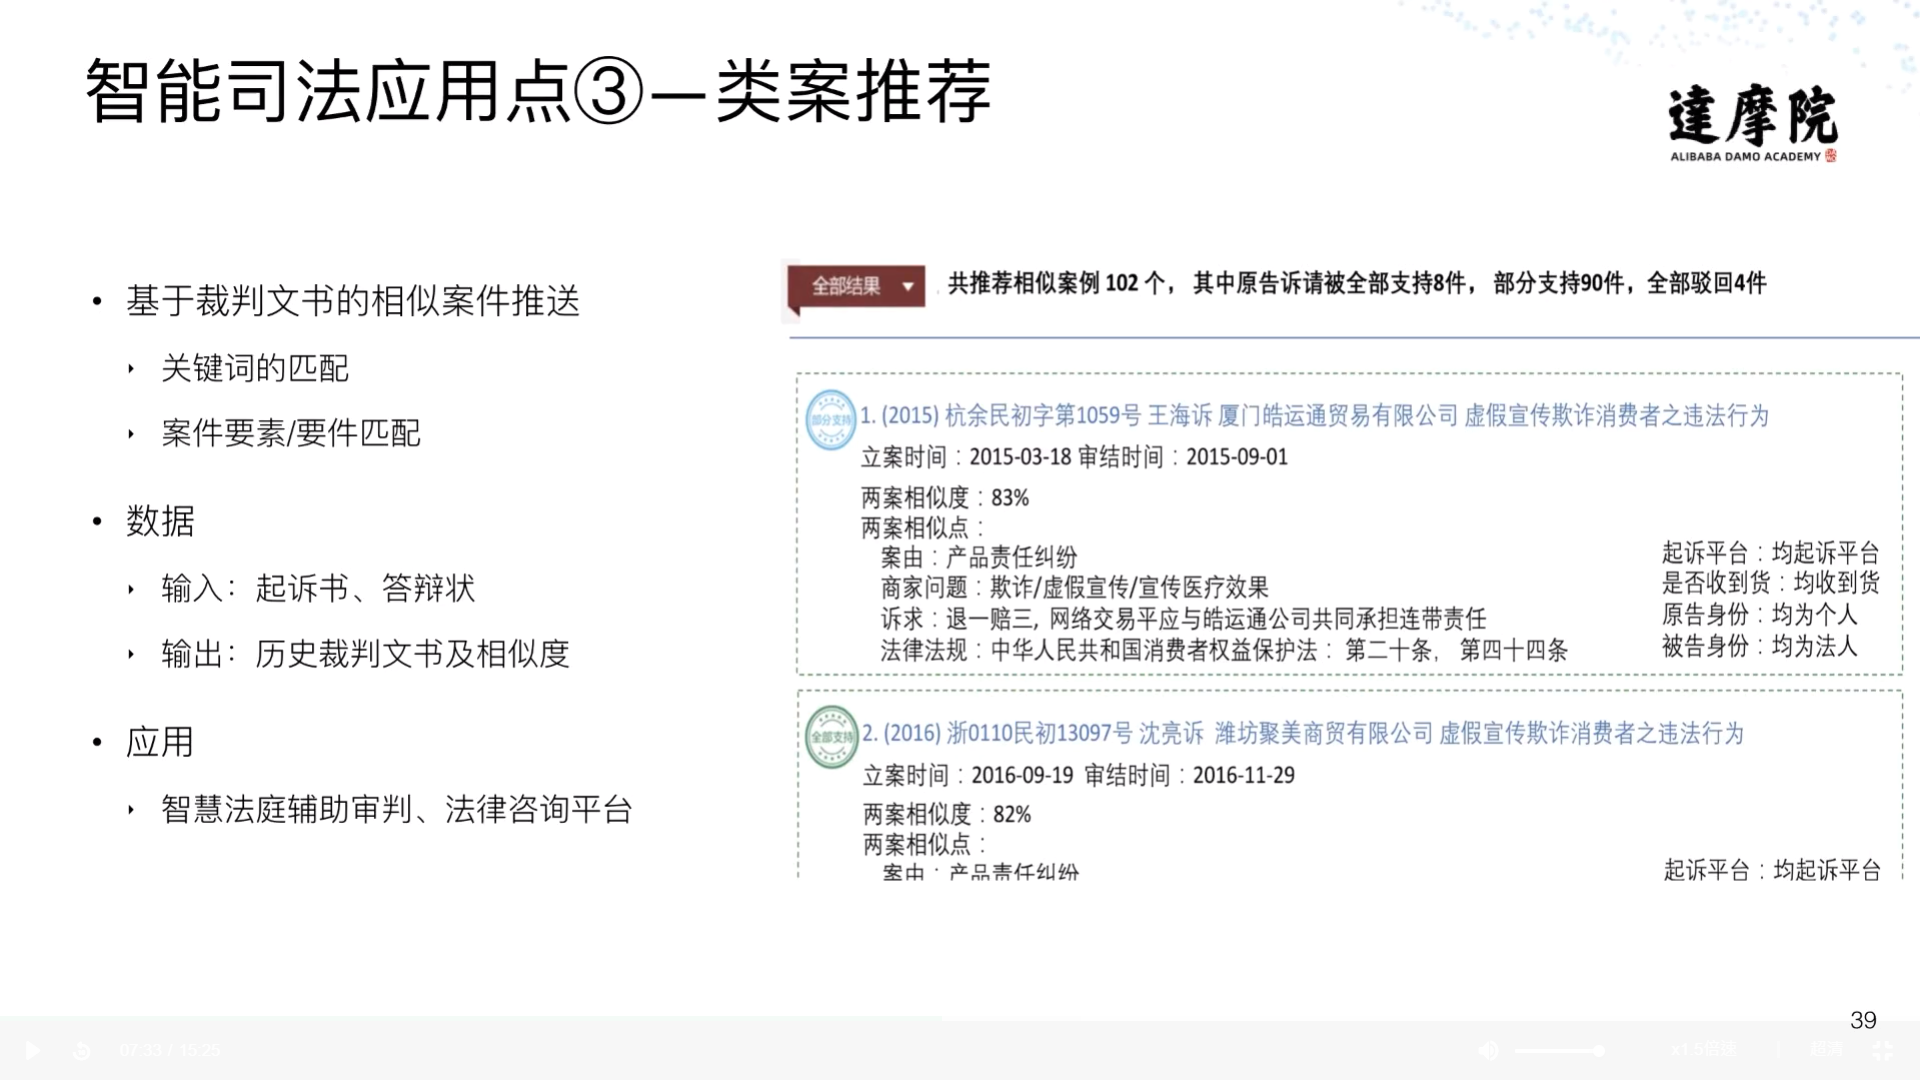 智能司法应用点③—类案推荐
達摩院
ALIBABA DAMO ACADEMY
• 基于裁判文书的相似案件推送
‣ 关键词的匹配
‣ 案件要素/要件匹配
• 数据
‣ 输入：起诉书、答辩状
‣ 输出：历史裁判文书及相似度
• 应用
‣ 智慧法庭辅助审判、法律咨询平台
全部结果 ▼
共推荐相似案例 102 个， 其中原告诉请被全部支持8件， 部分支持90件，全部驳回4件
部分支持
1. (2015) 杭余民初字第1059号 王海诉 厦门皓运通贸易有限公司 虚假宣传欺诈消费者之违法行为
立案时间：2015-03-18 审结时间：2015-09-01
两案相似度：83%
两案相似点：
案由：产品责任纠纷
商家问题：欺诈/虚假宣传/宣传医疗效果
诉求：退一赔三, 网络交易平应与皓运通公司共同承担连带责任
法律法规：中华人民共和国消费者权益保护法： 第二十条, 第四十四条
起诉平台：均起诉平台
是否收到货：均收到货
原告身份：均为个人
被告身份：均为法人
全部支持
2. (2016) 浙0110民初13097号 沈亮诉 潍坊聚美商贸有限公司 虚假宣传欺诈消费者之违法行为
立案时间：2016-09-19 审结时间：2016-11-29
两案相似度：82%
两案相似点：
案由：产品责任纠纷
起诉平台：均起诉平台
39
07:33 / 15:25
x1.5倍速
超清